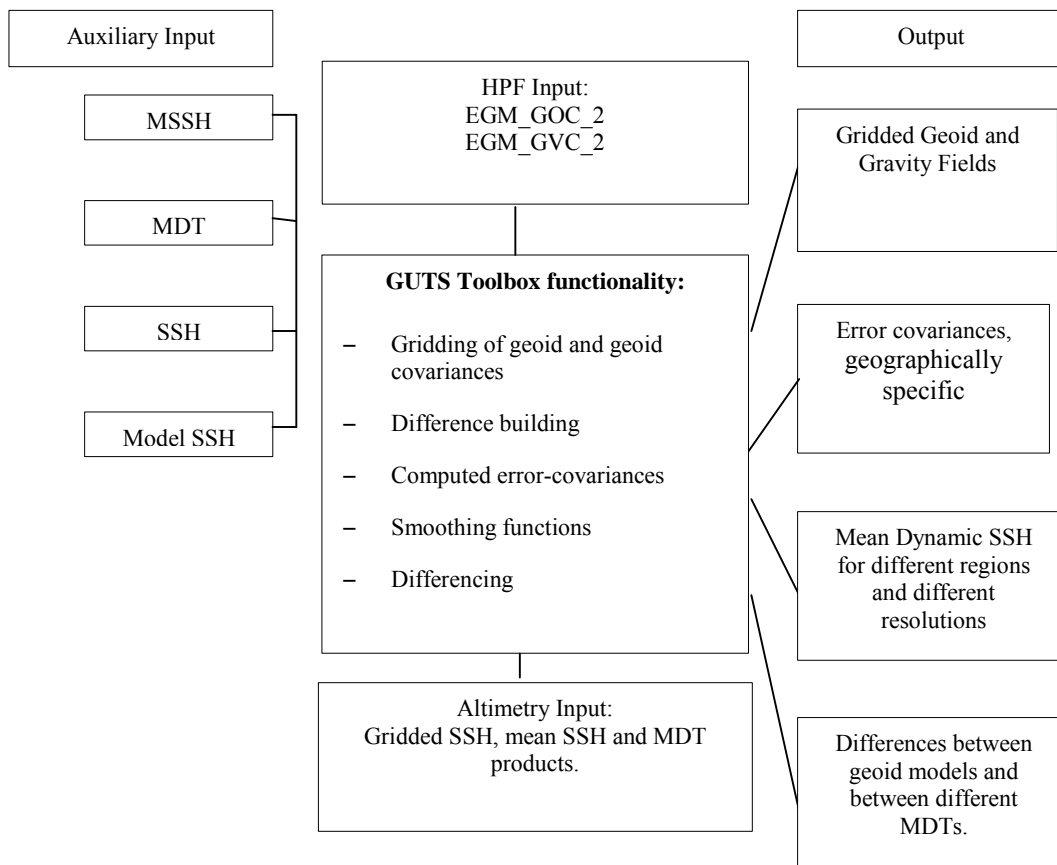 Auxiliary Input
MSSH
MDT
SSH
Model SSH
HPF Input:
EGM_GOC_2
EGM_GVC_2
GUTS Toolbox functionality:
– Gridding of geoid and geoid
covariances
– Difference building
– Computed error-covariances
– Smoothing functions
– Differencing
Altimetry Input:
Gridded SSH, mean SSH and MDT
products.
Output
Gridded Geoid and
Gravity Fields
Error covariances,
geographically
specific
Mean Dynamic SSH
for different regions
and different
resolutions
Differences between
geoid models and
between different
MDTs.